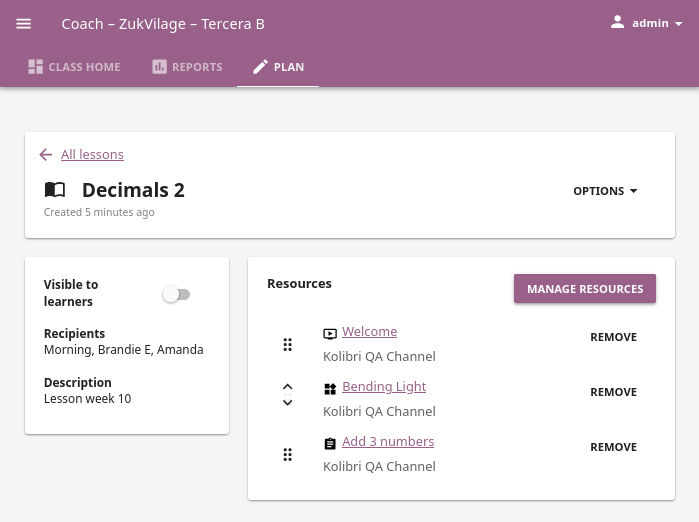 Coach – ZukVilage – Tercera B
admin
CLASS HOME
REPORTS
PLAN
All lessons
Decimals 2
OPTIONS
Created 5 minutes ago
Visible to
learners
Recipients
Morning, Brandie E, Amanda
Description
Lesson week 10
Resources
MANAGE RESOURCES
Welcome
Kolibri QA Channel
REMOVE
Bending Light
Kolibri QA Channel
REMOVE
Add 3 numbers
Kolibri QA Channel
REMOVE